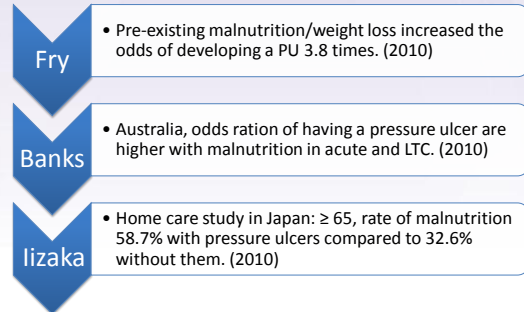 Fry
• Pre-existing malnutrition/weight loss increased the
odds of developing a PU 3.8 times. (2010)
Banks
• Australia, odds ration of having a pressure ulcer are
higher with malnutrition in acute and LTC. (2010)
Iizaka
• Home care study in Japan: ≥ 65, rate of malnutrition
58.7% with pressure ulcers compared to 32.6%
without them. (2010)